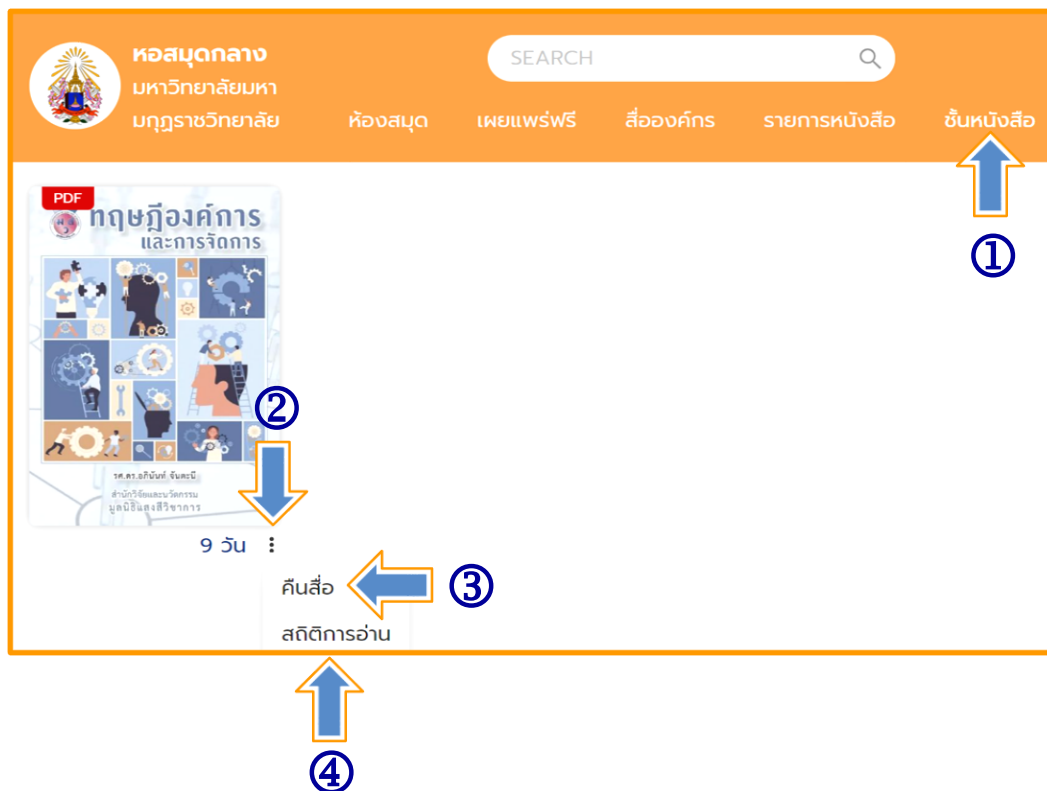 หอสมุดกลาง
มหาวิทยาลัยมหา
มกุฏราชวิทยาลัย
SEARCH
ห้องสมุด เผยแพร่ฟรี สื่อองค์กร รายการหนังสือ ชั้นหนังสือ
①
PDF
ทฤษฎีองค์การ
และการจัดการ
②
รศ.ดร.อภินันท์ จันตะนี
สำนักวิจัยและนวัตกรรม
มูลนิธิแสงสีวิชาการ
9 วัน
คืนสื่อ
③
สถิติการอ่าน
④